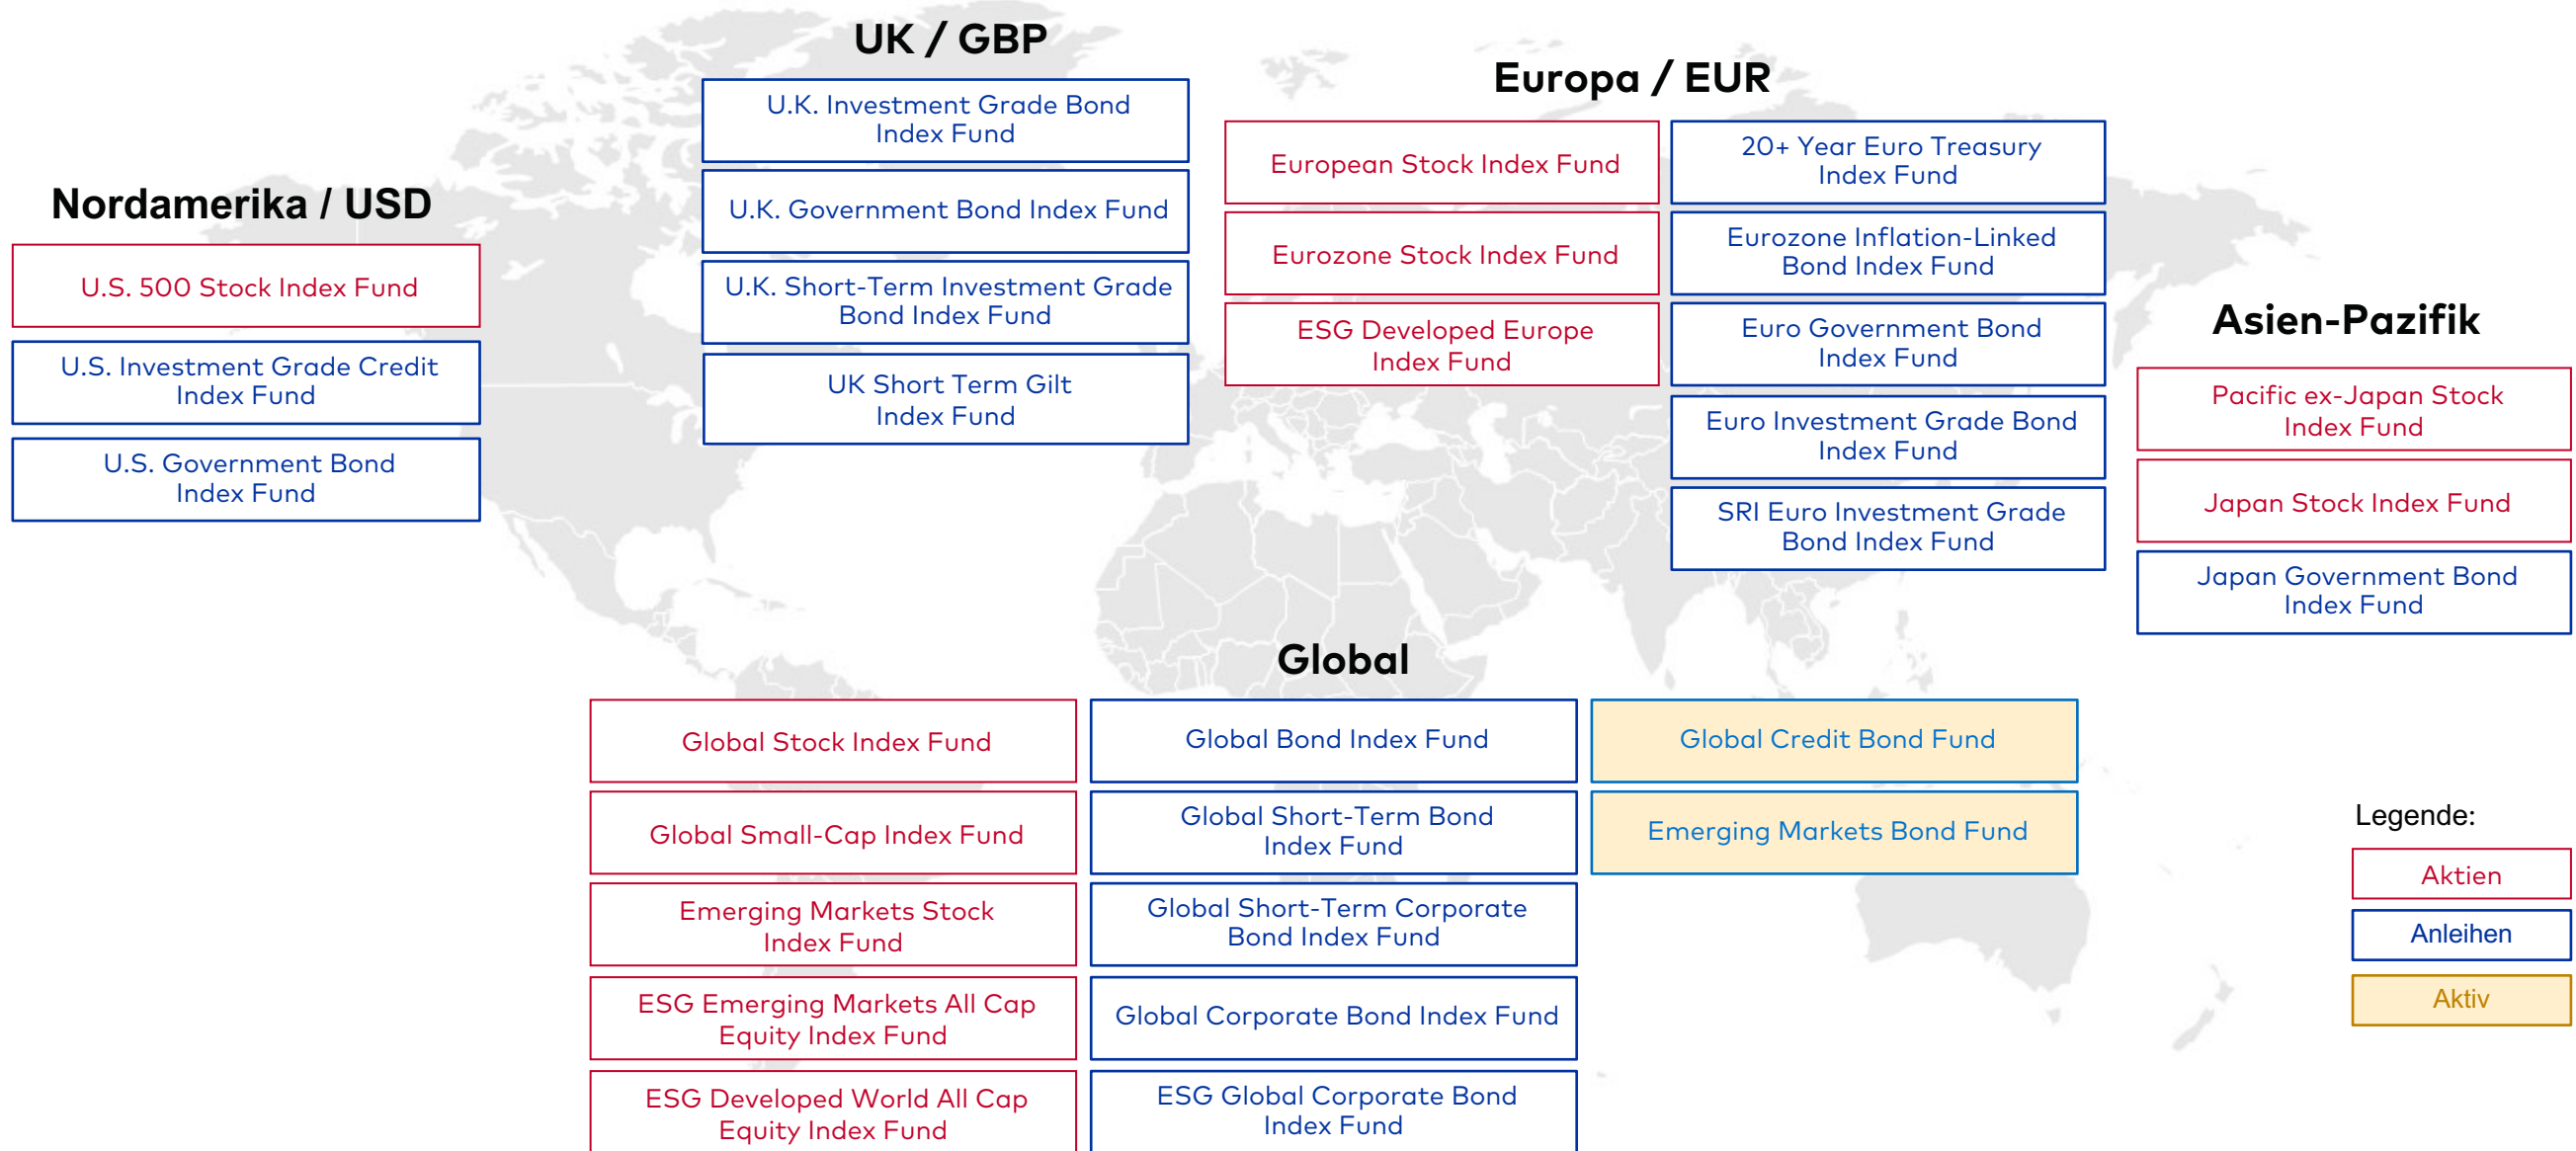 UK / GBP
U.K. Investment Grade Bond
Index Fund
U.K. Government Bond Index Fund
U.K. Short-Term Investment Grade
Bond Index Fund
UK Short Term Gilt
Index Fund
Europa / EUR
European Stock Index Fund
Eurozone Stock Index Fund
ESG Developed Europe
Index Fund
20+ Year Euro Treasury
Index Fund
Eurozone Inflation-Linked
Bond Index Fund
Euro Government Bond
Index Fund
Euro Investment Grade Bond
Index Fund
SRI Euro Investment Grade
Bond Index Fund
Nordamerika / USD
U.S. 500 Stock Index Fund
U.S. Investment Grade Credit
Index Fund
U.S. Government Bond
Index Fund
Asien-Pazifik
Pacific ex-Japan Stock
Index Fund
Japan Stock Index Fund
Japan Government Bond
Index Fund
Global
Global Stock Index Fund
Global Small-Cap Index Fund
Emerging Markets Stock
Index Fund
ESG Emerging Markets All Cap
Equity Index Fund
ESG Developed World All Cap
Equity Index Fund
Global Bond Index Fund
Global Short-Term Bond
Index Fund
Global Short-Term Corporate
Bond Index Fund
Global Corporate Bond Index Fund
ESG Global Corporate Bond
Index Fund
Global Credit Bond Fund
Emerging Markets Bond Fund
Legende:
Aktien
Anleihen
Aktiv